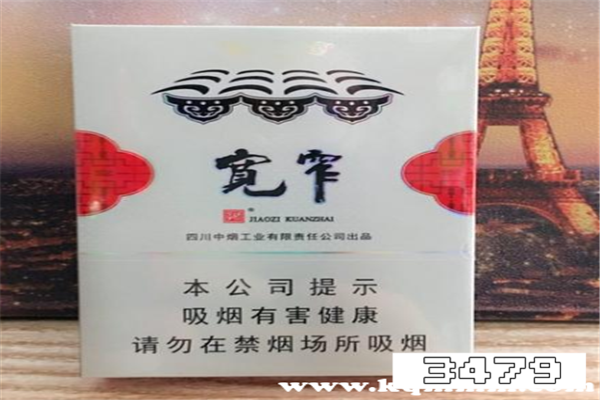 宽窄
JIAOZI KUANZHAI
四川中烟工业有限责任公司出品
本公司提示
吸烟有害健康
请勿在禁烟场所吸烟
3479